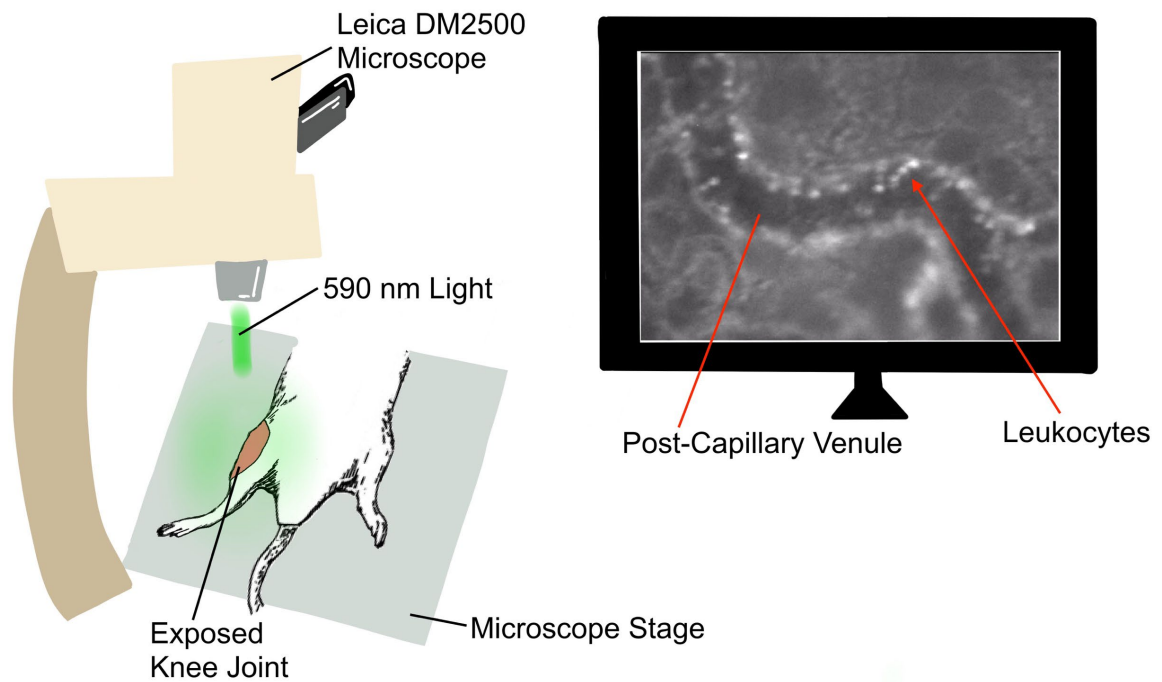 Leica DM2500
Microscope
590 nm Light
Post-Capillary Venule
Leukocytes
Exposed
Knee Joint
Microscope Stage